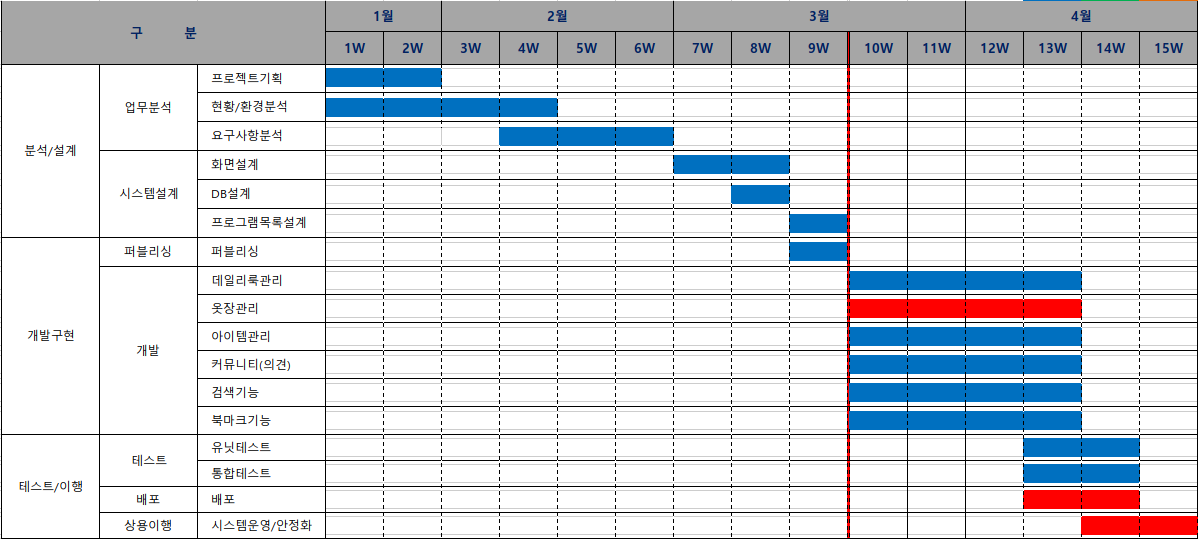 구 분
1월 2월 3월 4월
1W 2W 3W 4W 5W 6W 7W 8W 9W 10W 11W 12W 13W 14W 15W
분석/설계
업무분석
프로젝트기획
현황/환경분석
요구사항분석
시스템설계
화면설계
DB설계
프로그램목록설계
개발구현
퍼블리싱
퍼블리싱
개발
데일리룩관리
옷장관리
아이템관리
커뮤니티(의견)
검색기능
북마크기능
테스트/이행
테스트
유닛테스트
통합테스트
배포
배포
상용이행
시스템운영/안정화